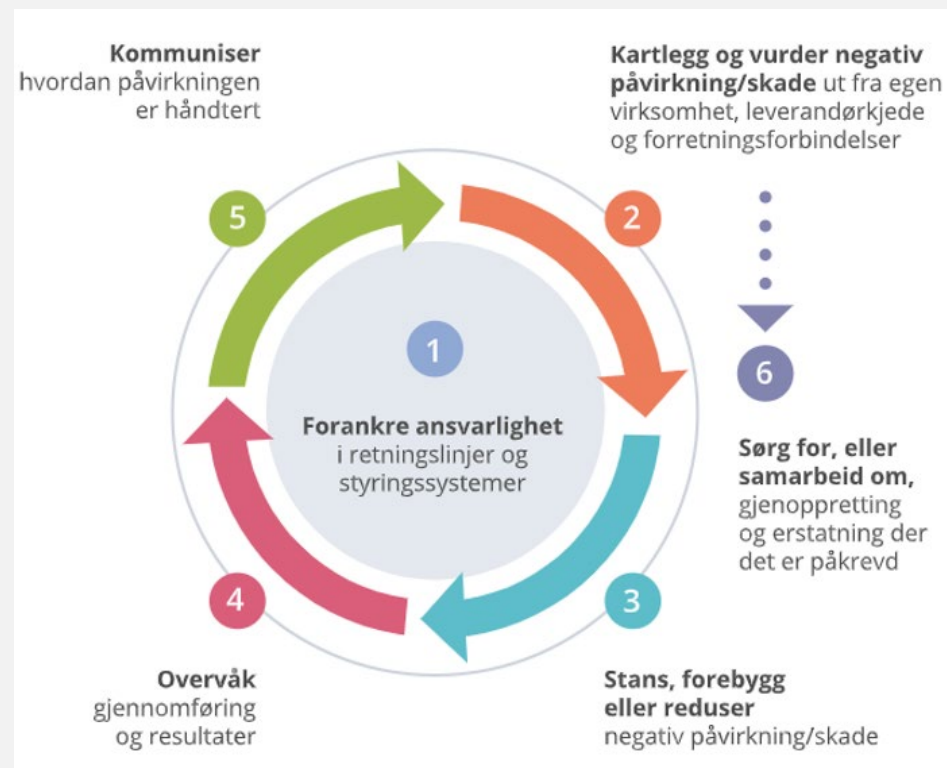 Kommuniser
hvordan påvirkningen
er håndtert
Kartlegg og vurder negativ
påvirkning/skade ut fra egen
virksomhet, leverandørkjede
og forretningsforbindelser
5
2
1
Forankre ansvarlighet
i retningslinjer og
styringssystemer
6
Sørg for, eller
samarbeid om,
gjenoppretting
og erstatning der
det er påkrevd
4
3
Overvåk
gjennomføring
og resultater
Stans, forebygg
eller reduser
negativ påvirkning/skade